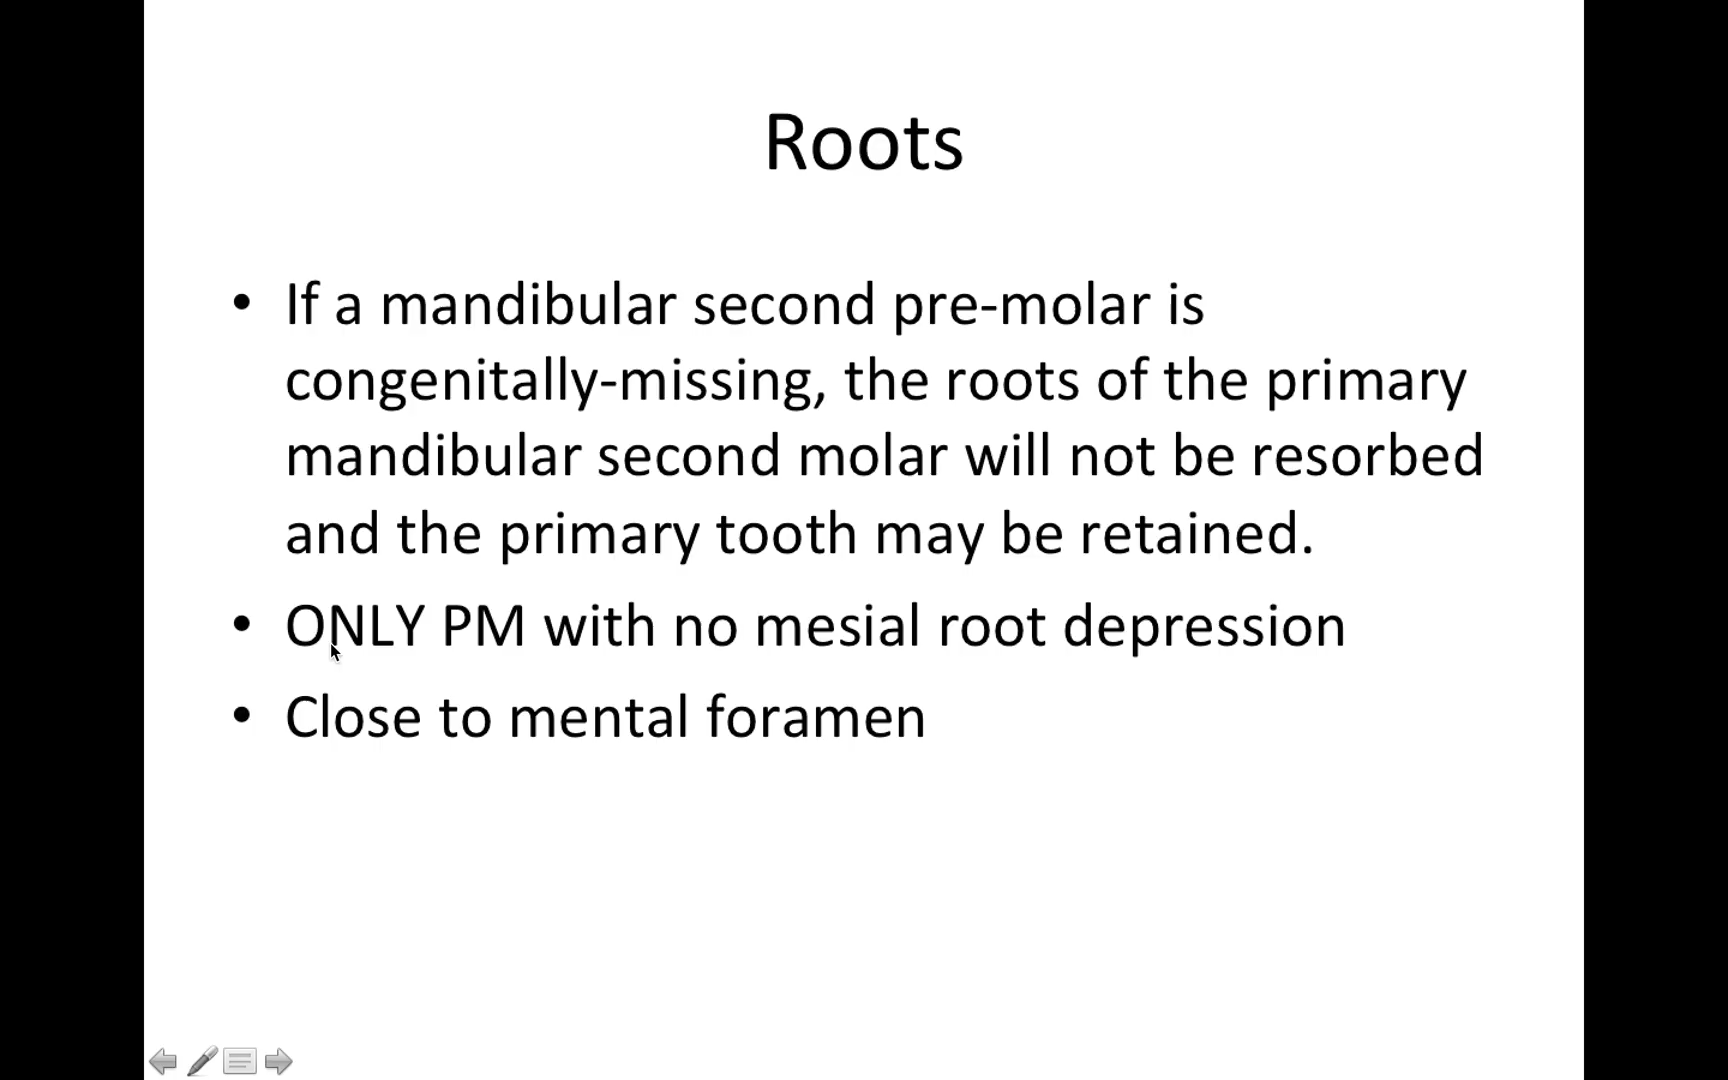 Roots
• If a mandibular second pre-molar is
congenitally-missing, the roots of the primary
mandibular second molar will not be resorbed
and the primary tooth may be retained.
• ONLY PM with no mesial root depression
• Close to mental foramen